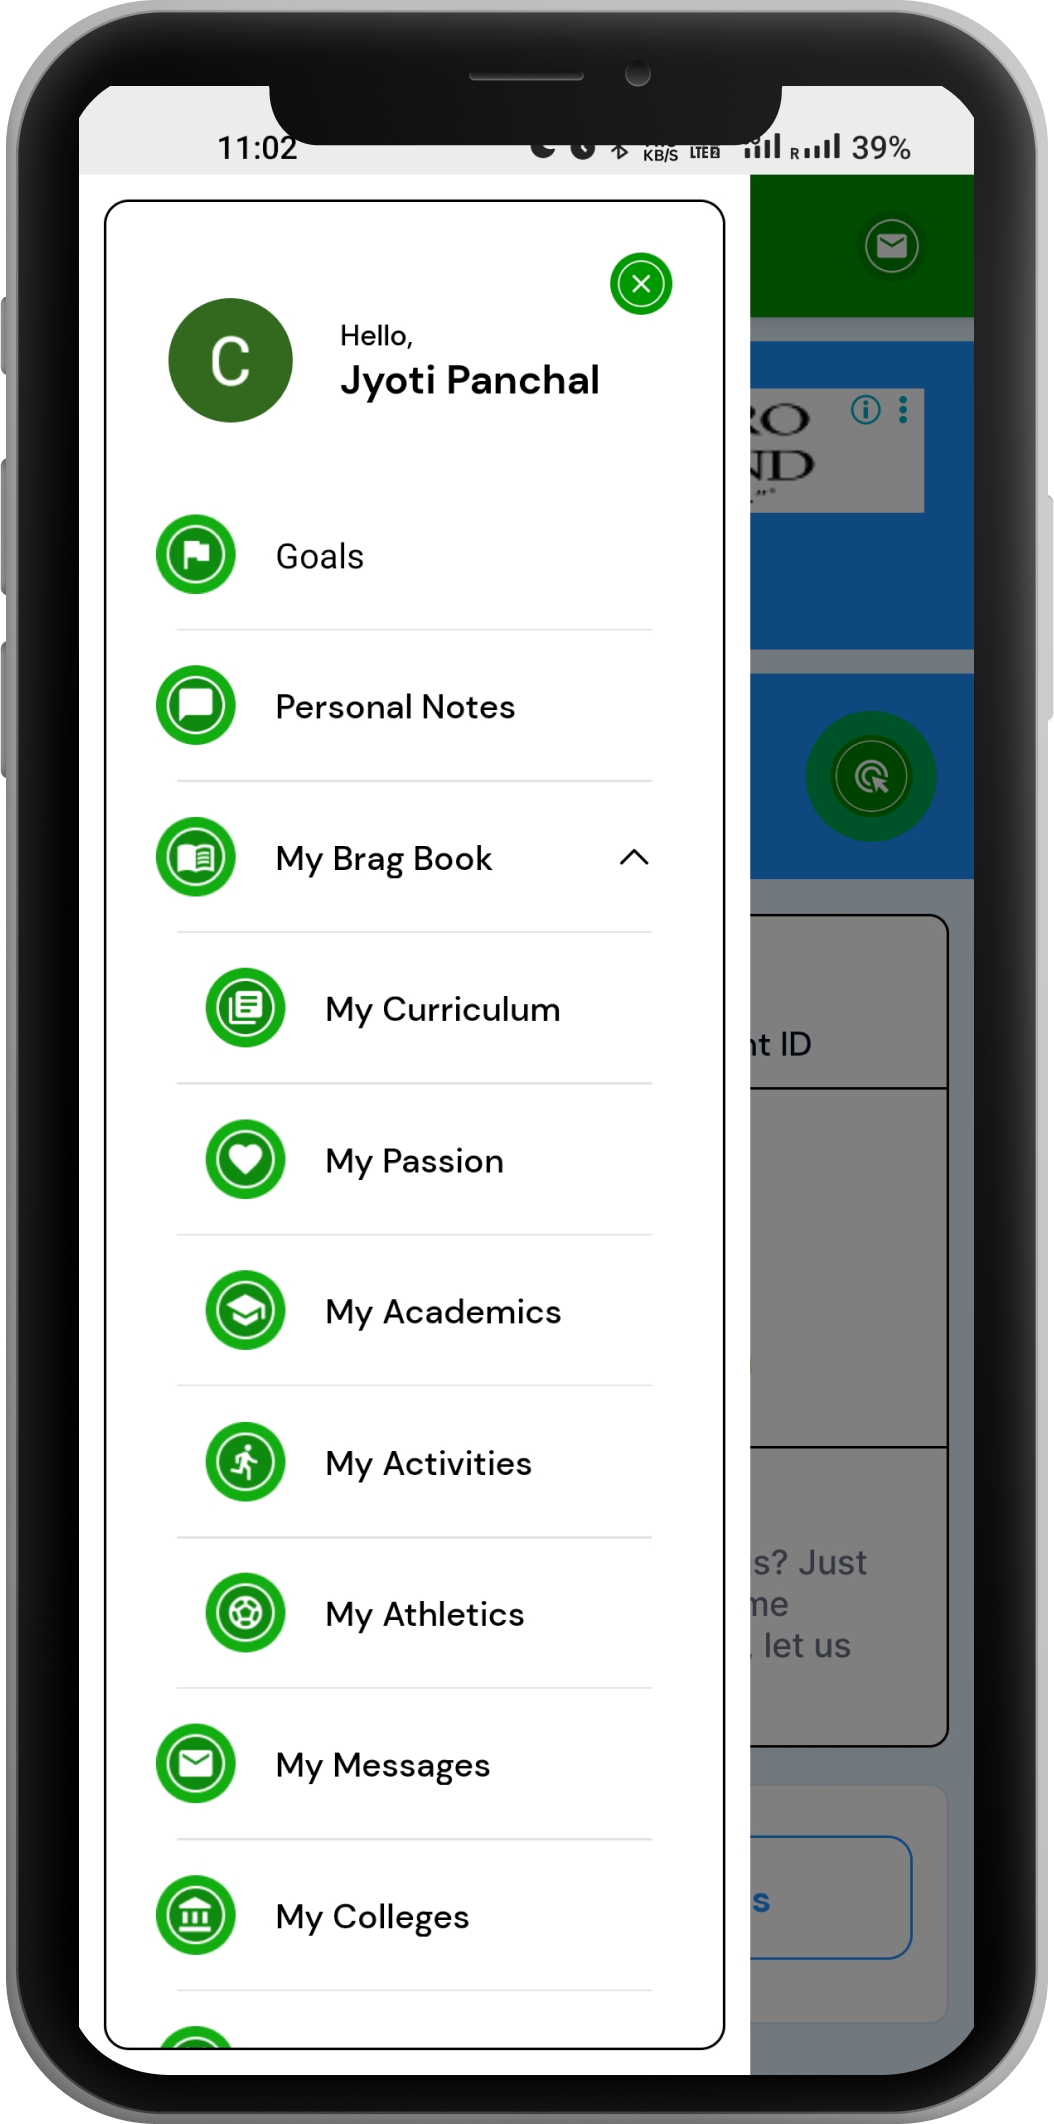 11:02
KB/S
LTE
R
39%
C
Hello,
Jyoti Panchal
Goals
Personal Notes
My Brag Book
My Curriculum
My Passion
My Academics
My Activities
My Athletics
My Messages
My Colleges
RO
ND
nt ID
s? Just
me
, let us
s